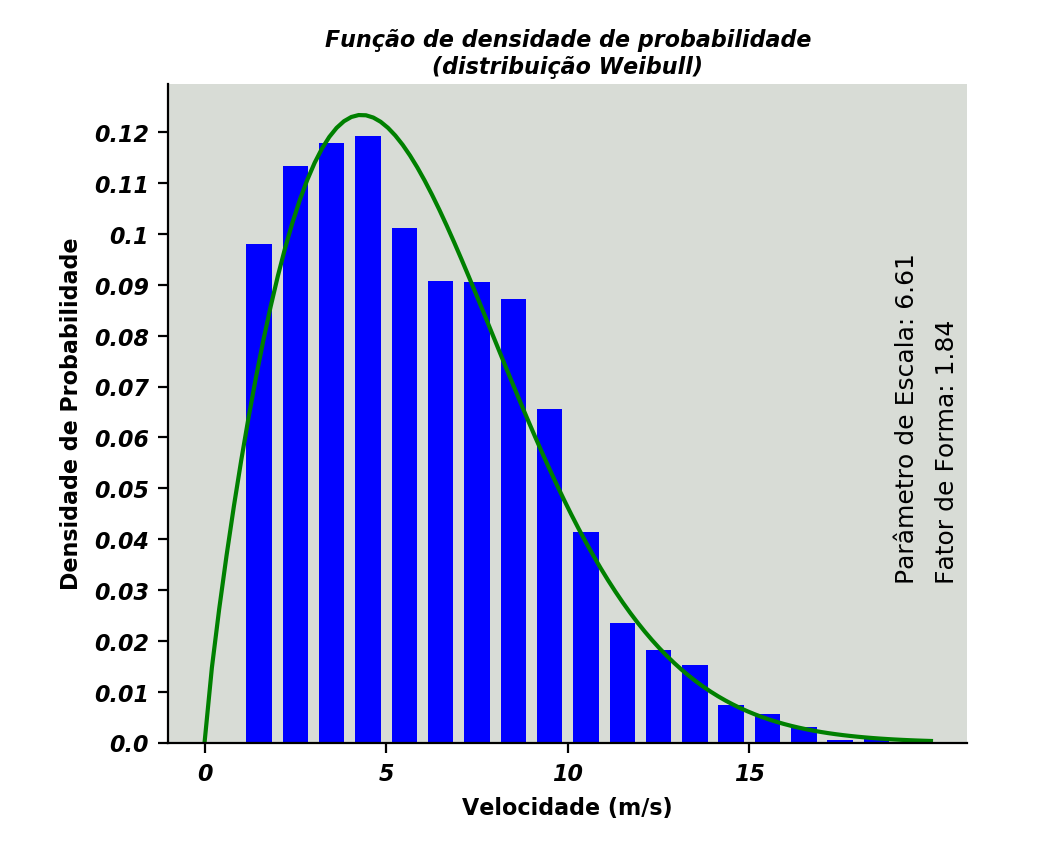 Função de densidade de probabilidade
(distribuição Weibull)
Densidade de Probabilidade
0.12
0.11
0.1
0.09
0.08
0.07
0.06
0.05
0.04
0.03
0.02
0.01
0.0
0 5 10 15
Velocidade (m/s)
Parâmetro de Escala: 6.61
Fator de Forma: 1.84